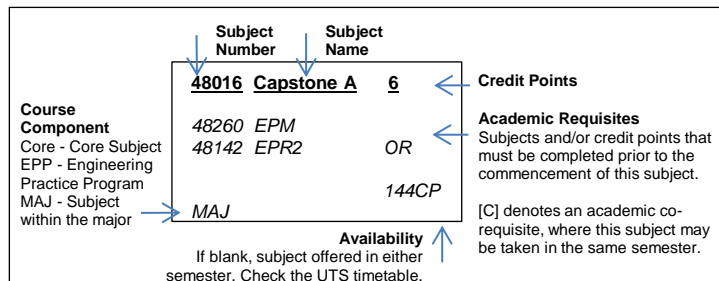 Subject Number
Subject Name
48016 Capstone A 6
Credit Points
Course
Component
Core - Core Subject
EPP - Engineering
Practice Program
MAJ - Subject
within the major
48260 EPM
48142 EPR2 OR
144CP
MAJ
Academic Requisites
Subjects and/or credit points that
must be completed prior to the
commencement of this subject.
[C] denotes an academic co-
requisite, where this subject may
be taken in the same semester.
Availability
If blank, subject offered in either
semester. Check the UTS timetable.